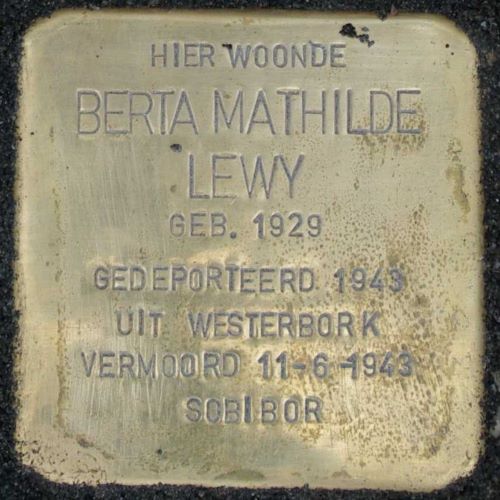 HIER WOONDE
BERTA MATHILDE
LEWY
GEB. 1929
GEDEPORTEERD 1943
UIT WESTERBORK
VERMOORD 11-6-1943
SOBIBOR